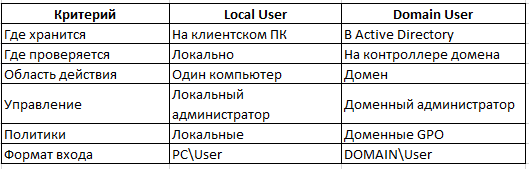 Критерий Local User Domain User
Где хранится На клиентском ПК В Active Directory
Где проверяется Локально На контроллере домена
Область действия Один компьютер Домен
Управление Локальный администратор Доменный администратор
Политики Локальные Доменные GPO
Формат входа PC\User DOMAIN\User